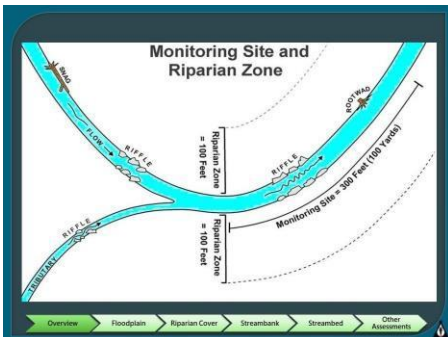 Monitoring Site and
Riparian Zone
SNAG
FLOW
RIFFLE
Riparian Zone
= 100 Feet
RIFFLE
ROOTWAD
Monitoring Site = 300 Feet (100 Yards)
RIFFLE
Riparian Zone
= 100 Feet
TRIBUTARY
Overview
Floodplain
Riparian Cover
Streambank
Streambed
Other
Assessments